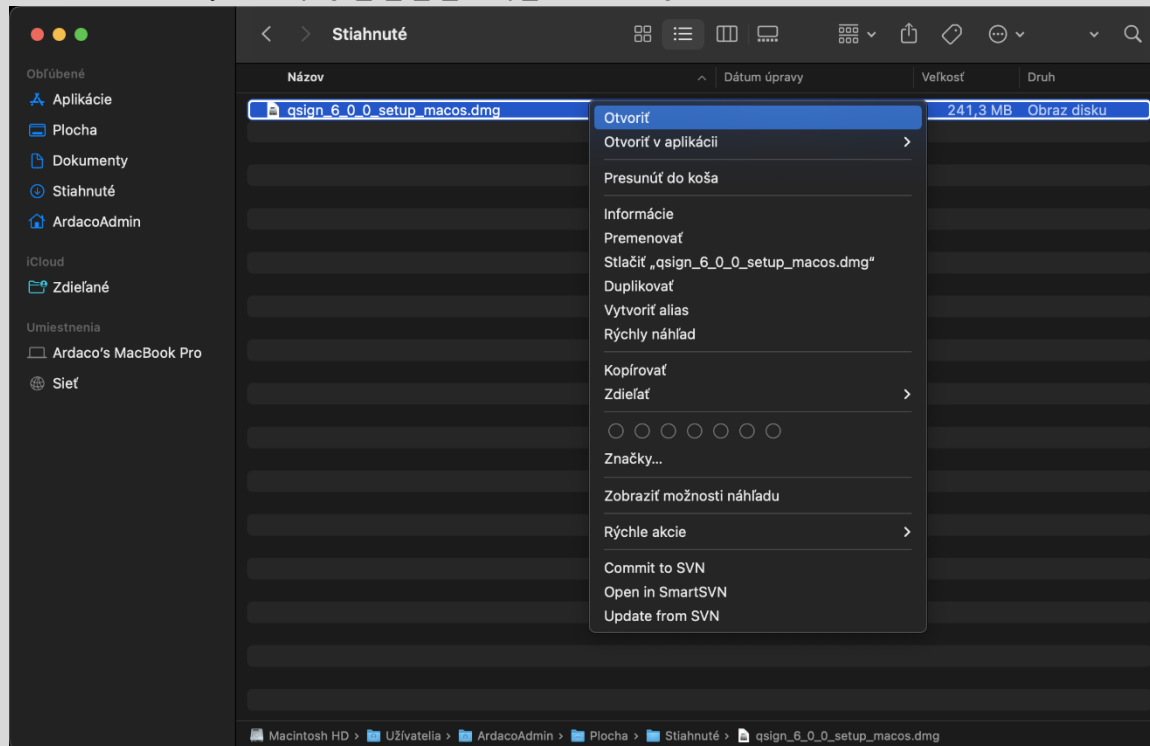 Stiahnuté
Obľúbené
Aplikácie
Plocha
Dokumenty
Stiahnuté
ArdacoAdmin
iCloud
Zdieľané
Umiestnenia
Ardaco's MacBook Pro
Sieť
Názov Dátum úpravy Veľkosť Druh
qsign_6_0_0_setup_macos.dmg 241,3 MB Obraz disku
Otvoriť
Otvoriť v aplikácii
Presunúť do koša
Informácie
Premenovať
Stlačiť „qsign_6_0_0_setup_macos.dmg“
Duplikovať
Vytvoriť alias
Rýchly náhľad
Kopírovať
Zdieľať
Značky...
Zobraziť možnosti náhľadu
Rýchle akcie
Commit to SVN
Open in SmartSVN
Update from SVN
Macintosh HD › Užívatelia › ArdacoAdmin › Plocha › Stiahnuté › qsign_6_0_0_setup_macos.dmg